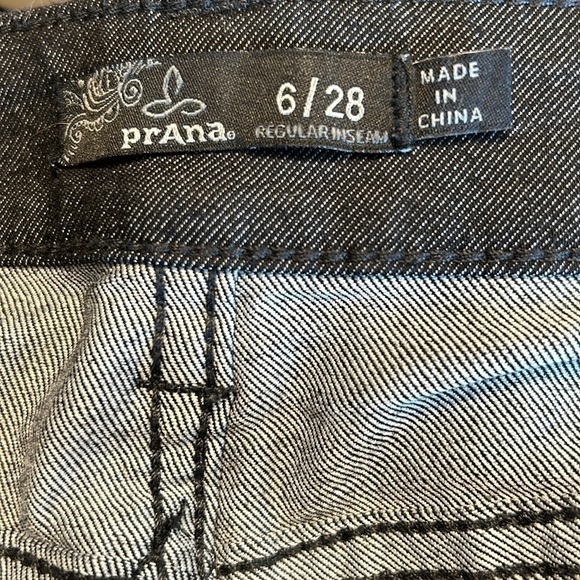 prAna®
6/28
REGULAR INSEAM
MADE
IN
CHINA